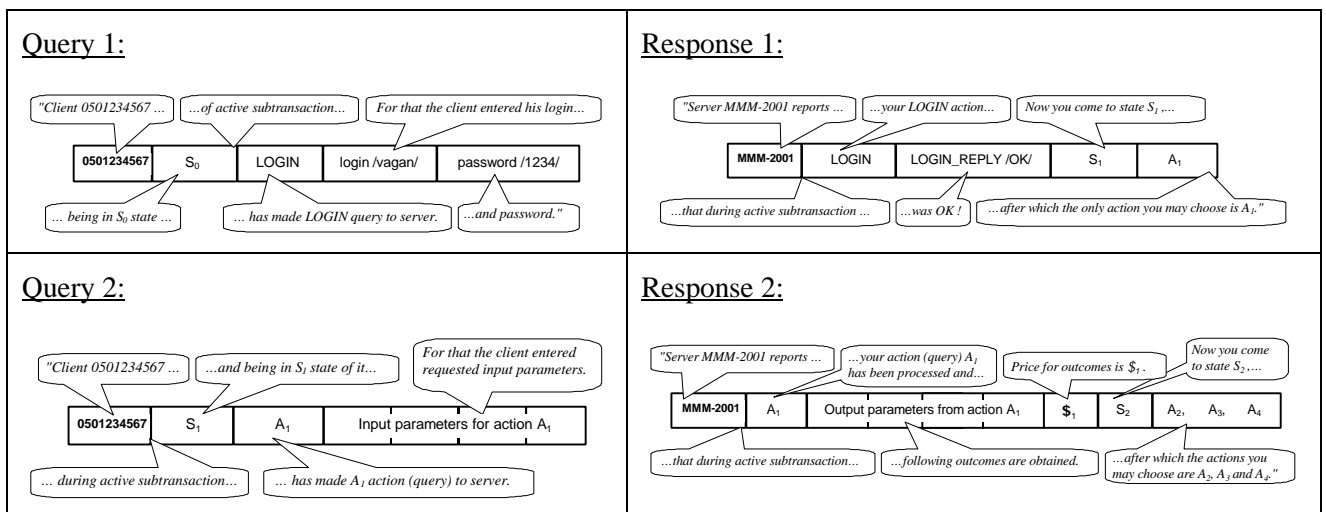 Query 1:
"Client 0501234567 ...
...of active subtransaction...
For that the client entered his login...
0501234567 S₀ LOGIN login /vagan/ password /1234/
... being in S₀ state ...
... has made LOGIN query to server.
...and password."
Response 1:
"Server MMM-2001 reports ...
...your LOGIN action...
Now you come to state S₁,...
MMM-2001 LOGIN LOGIN_REPLY /OK/ S₁ A₁
...that during active subtransaction ...
...was OK !
...after which the only action you may choose is A₁."
Query 2:
"Client 0501234567 ...
...and being in S₁ state of it...
For that the client entered
requested input parameters.
0501234567 S₁ A₁ Input parameters for action A₁
... during active subtransaction...
... has made A₁ action (query) to server.
Response 2:
"Server MMM-2001 reports ...
...your action (query) A₁
has been processed and...
Price for outcomes is $₁.
Now you come
to state S₂,...
MMM-2001 A₁ Output parameters from action A₁ $₁ S₂ A₂, A₃, A₄
...that during active subtransaction...
...following outcomes are obtained.
...after which the actions you
may choose are A₂, A₃ and A₄."